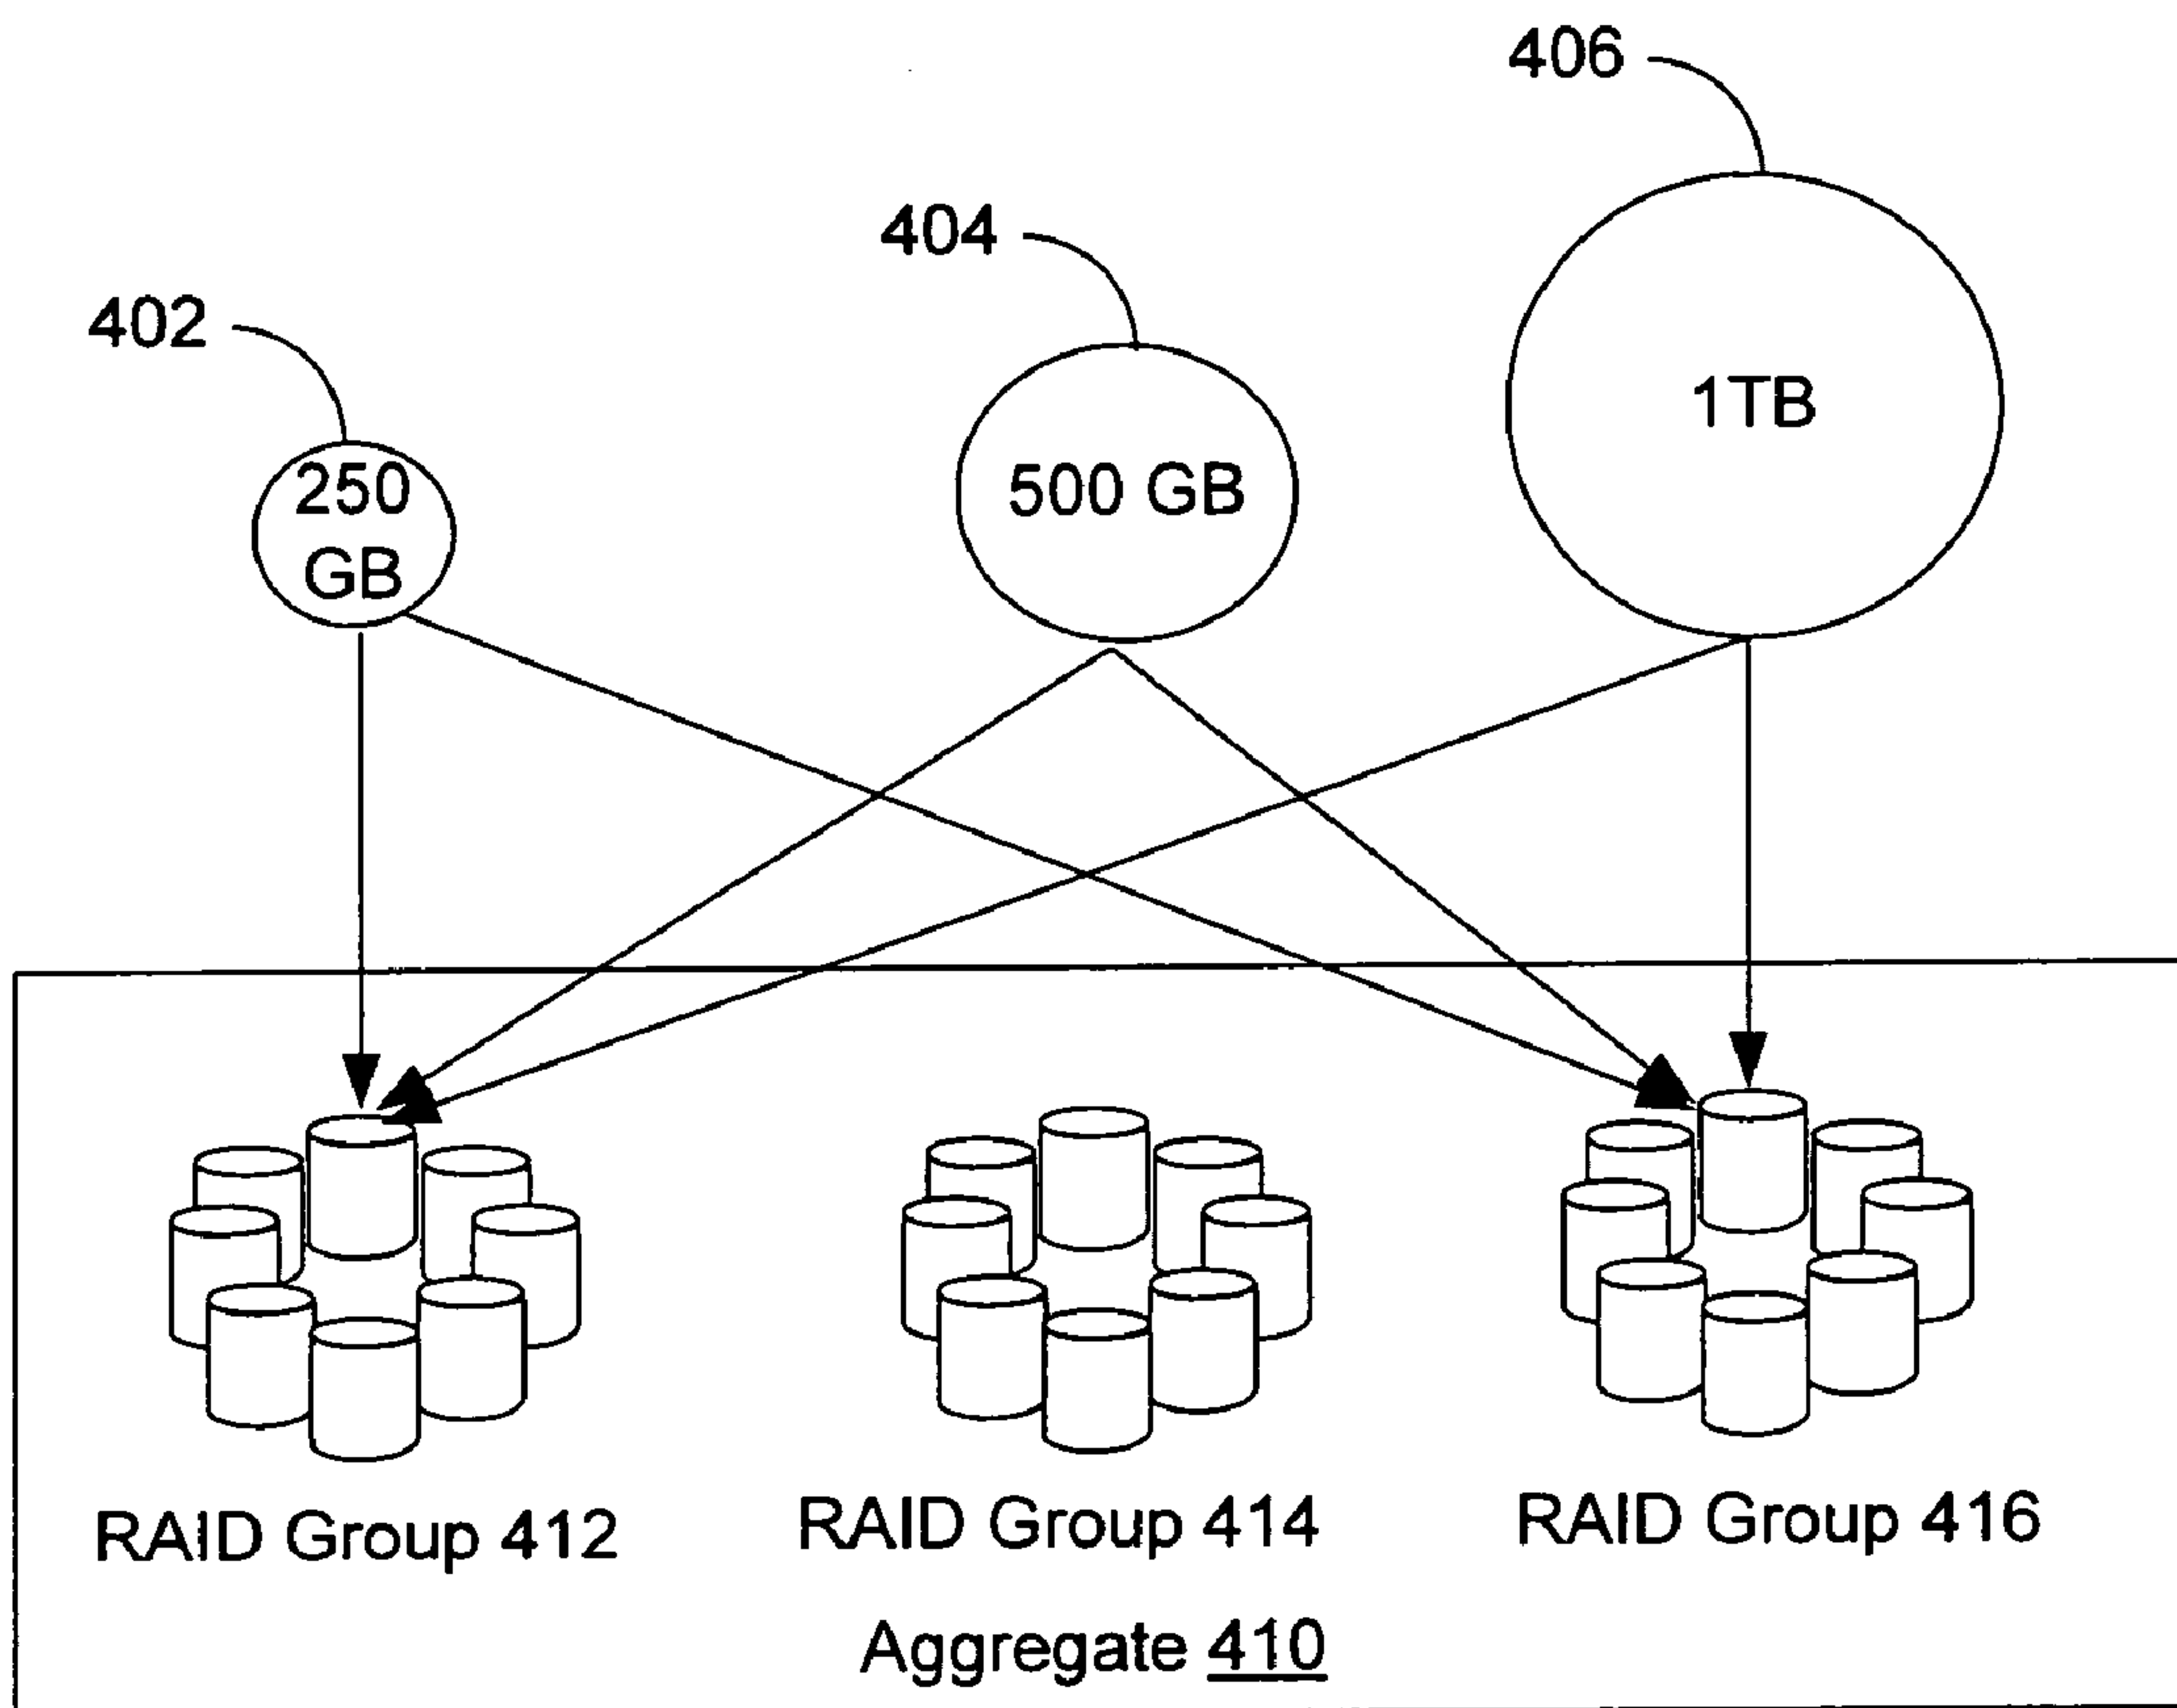 406
404
402
1TB
250
GB
500 GB
RAID Group 412
RAID Group 414
RAID Group 416
Aggregate 410